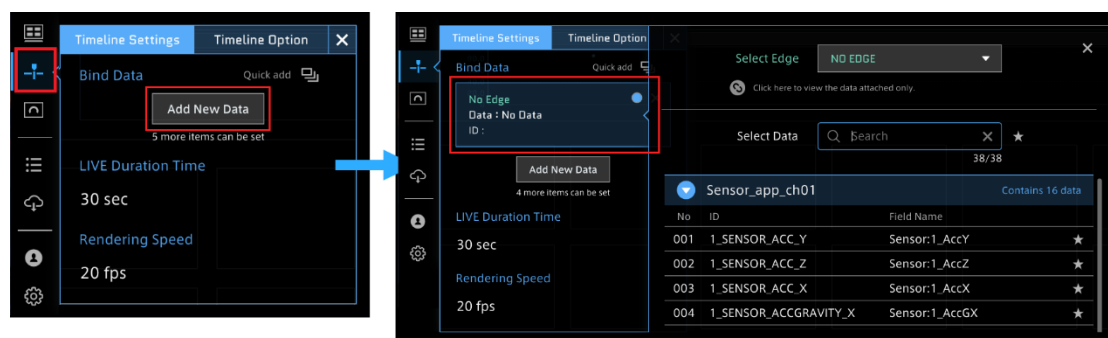 Timeline Settings Timeline Option X
Bind Data Quick add
Add New Data
5 more items can be set
LIVE Duration Time
30 sec
Rendering Speed
20 fps
Timeline Settings Timeline Option
Bind Data Quick add
No Edge
Data : No Data
ID :
Add New Data
4 more items can be set
LIVE Duration Time
30 sec
Rendering Speed
20 fps
Select Edge NO EDGE
Click here to view the data attached only.
Select Data Search
38/38
Sensor_app_ch01 Contains 16 data
No ID Field Name
001 1_SENSOR_ACC_Y Sensor:1_AccY
002 1_SENSOR_ACC_Z Sensor:1_AccZ
003 1_SENSOR_ACC_X Sensor:1_AccX
004 1_SENSOR_ACCGRAVITY_X Sensor:1_AccGX